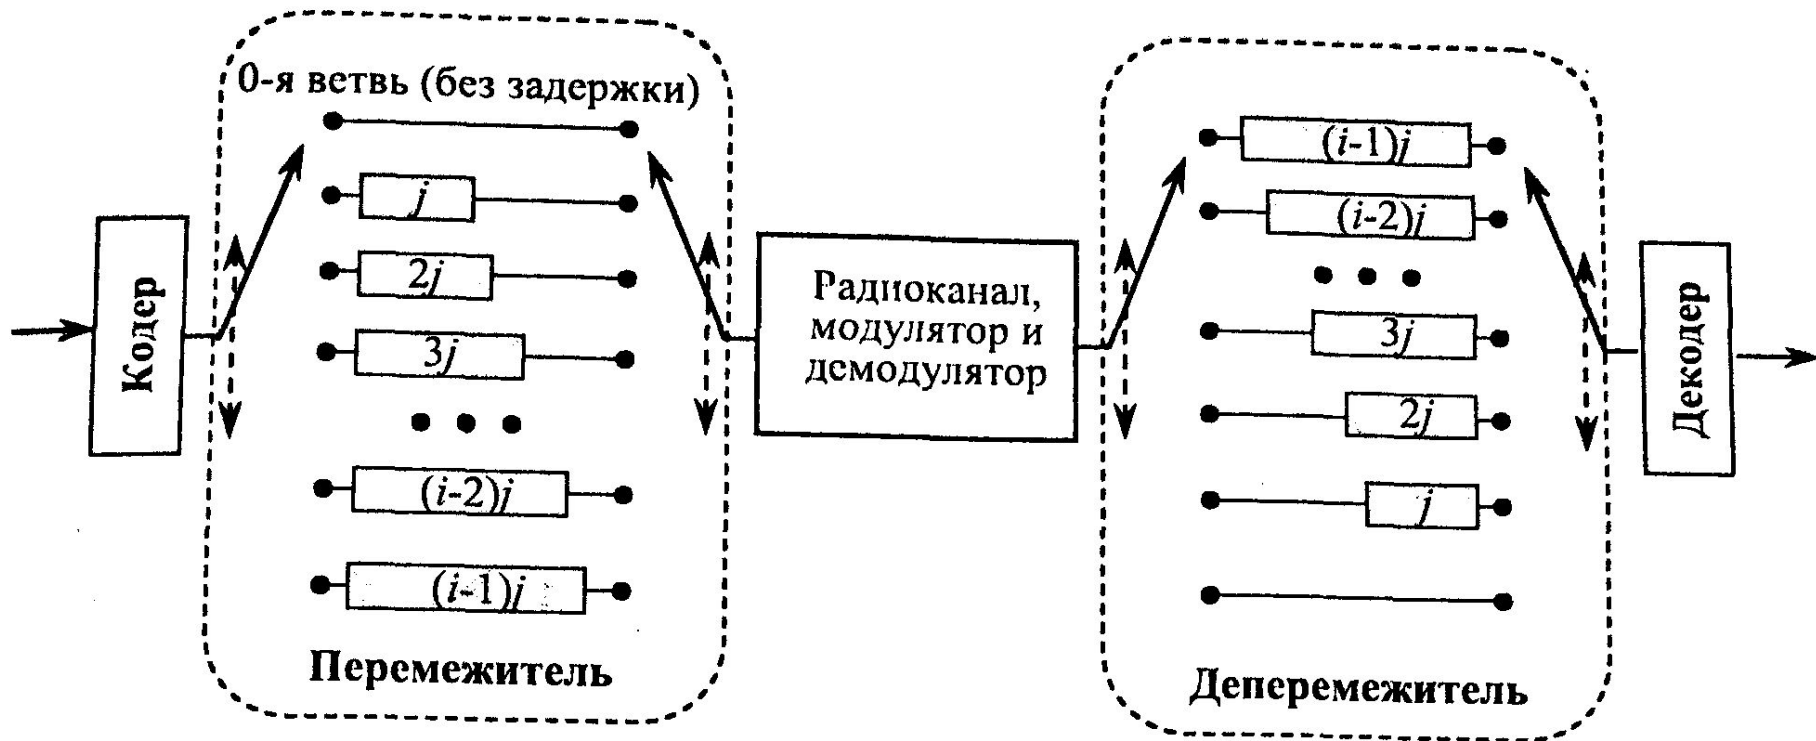 0-я ветвь (без задержки)
j
2j
3j
(i-2)j
(i-1)j
Перемежитель
Кодер
Радиоканал,
модулятор и
демодулятор
(i-1)j
(i-2)j
3j
2j
j
Деперемежитель
Декодер